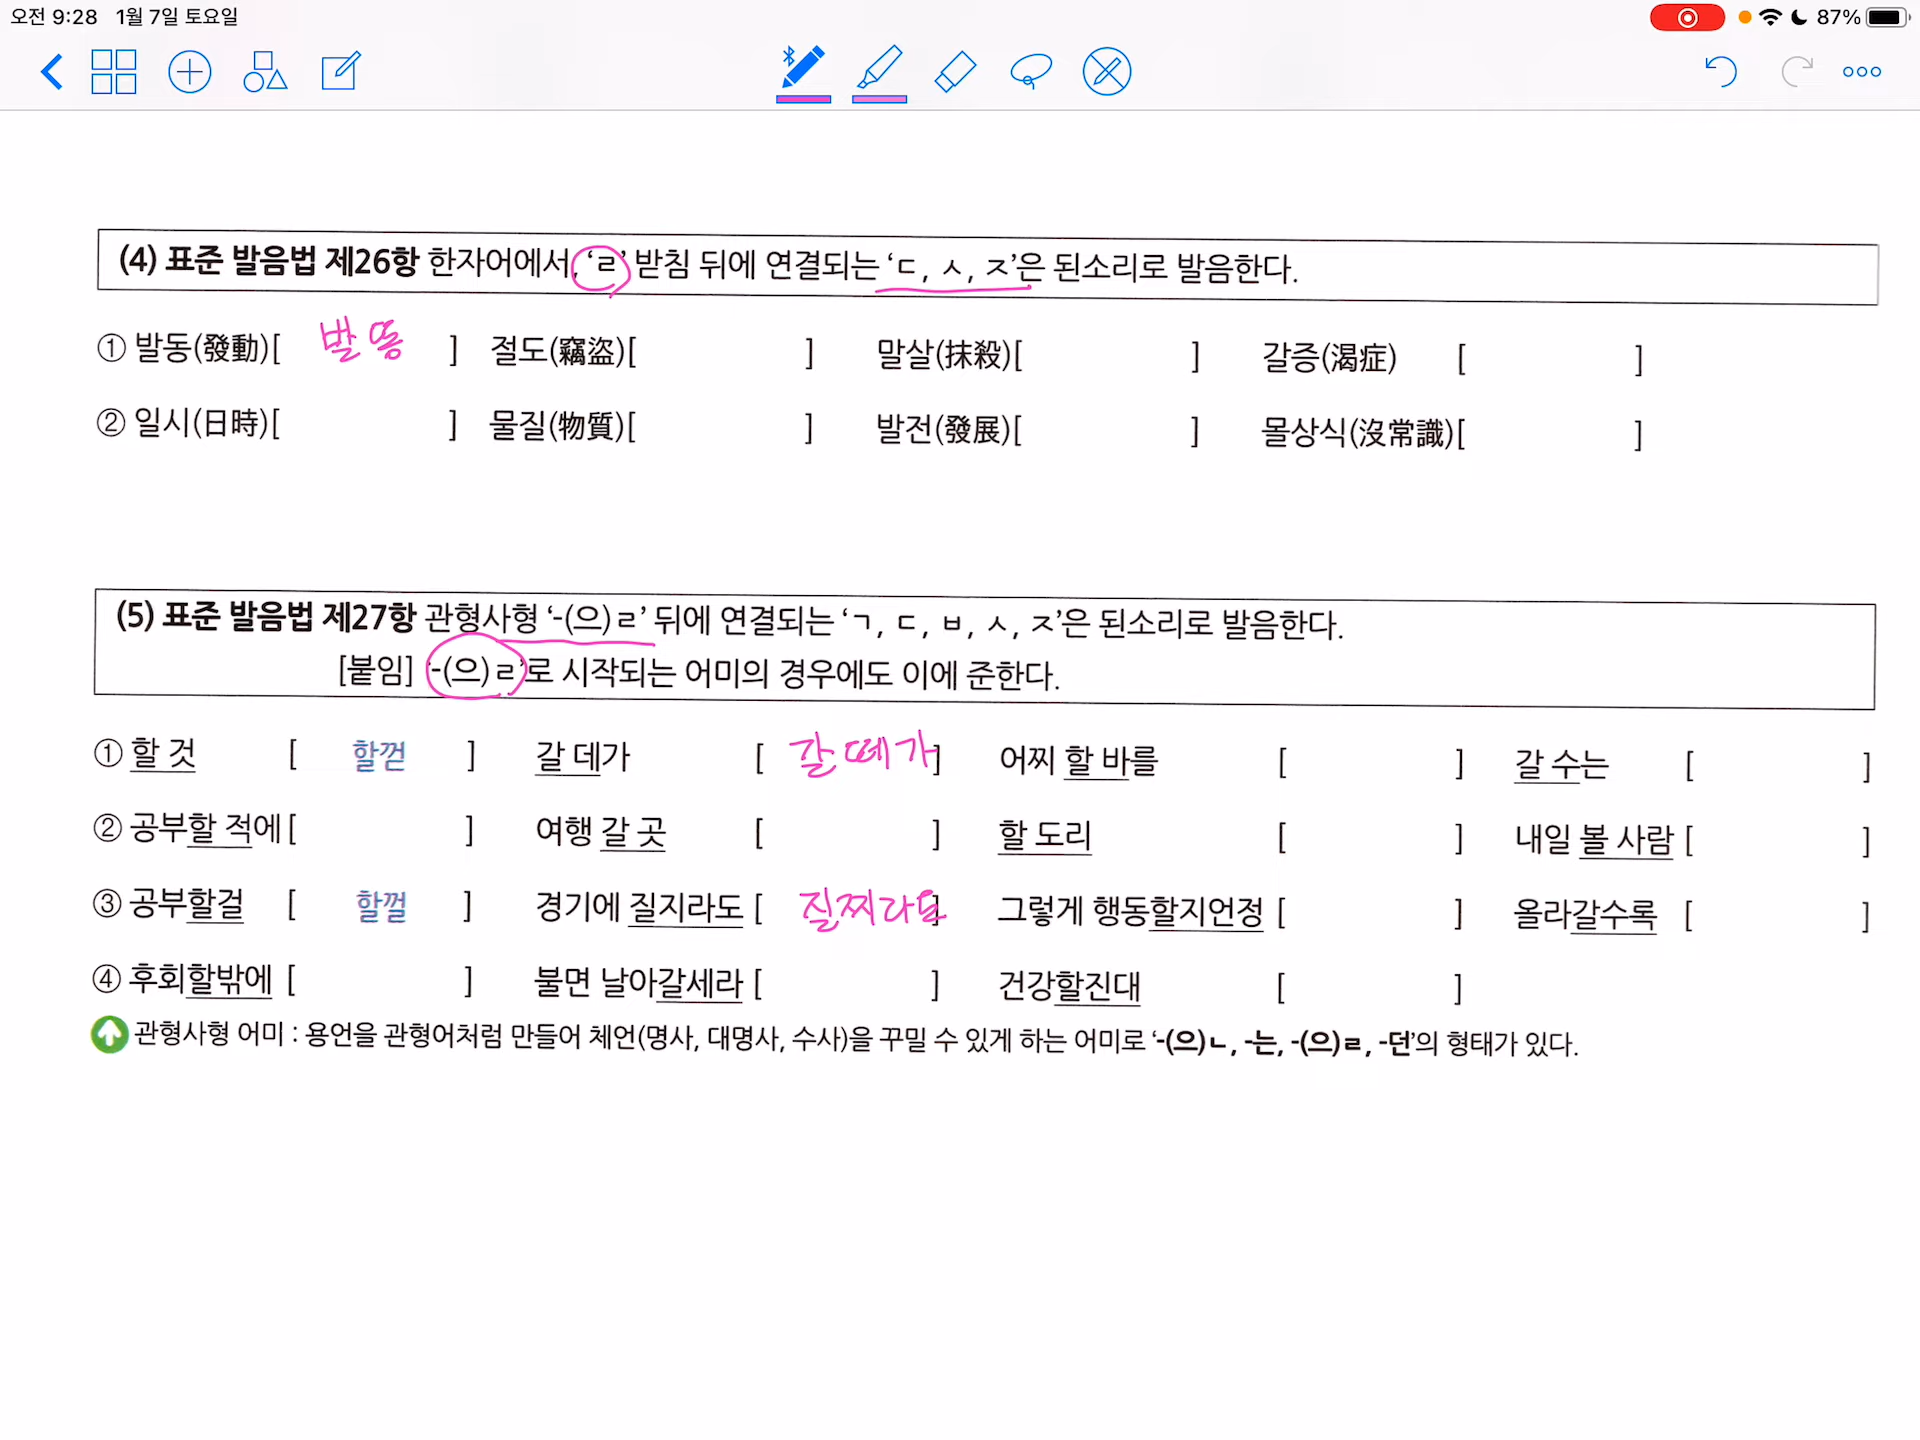 오전 9:28 1월 7일 토요일 87%
(4) 표준 발음법 제26항 한자어에서, ‘ㄹ’ 받침 뒤에 연결되는 ‘ㄷ, ㅅ, ㅈ’은 된소리로 발음한다.
① 발동(發動)[ 발똥 ] 절도(竊盜)[ ] 말살(抹殺)[ ] 갈증(渴症) [ ]
② 일시(日時)[ ] 물질(物質)[ ] 발전(發展)[ ] 몰상식(沒常識)[ ]
(5) 표준 발음법 제27항 관형사형 ‘-(으)ㄹ’ 뒤에 연결되는 ‘ㄱ, ㄷ, ㅂ, ㅅ, ㅈ’은 된소리로 발음한다.
[붙임] ‘-(으)ㄹ’로 시작되는 어미의 경우에도 이에 준한다.
① 할 것 [ 할껃 ] 갈 데가 [ 갈떼가 ] 어찌 할 바를 [ ] 갈 수는 [ ]
② 공부할 적에[ ] 여행 갈 곳 [ ] 할 도리 [ ] 내일 볼 사람 [ ]
③ 공부할걸 [ 할껄 ] 경기에 질지라도 [ 질찌라도 ] 그렇게 행동할지언정 [ ] 올라갈수록 [ ]
④ 후회할밖에 [ ] 불면 날아갈세라 [ ] 건강할진대 [ ]
관형사형 어미 : 용언을 관형어처럼 만들어 체언(명사, 대명사, 수사)을 꾸밀 수 있게 하는 어미로 ‘-(으)ㄴ, -는, -(으)ㄹ, -던’의 형태가 있다.